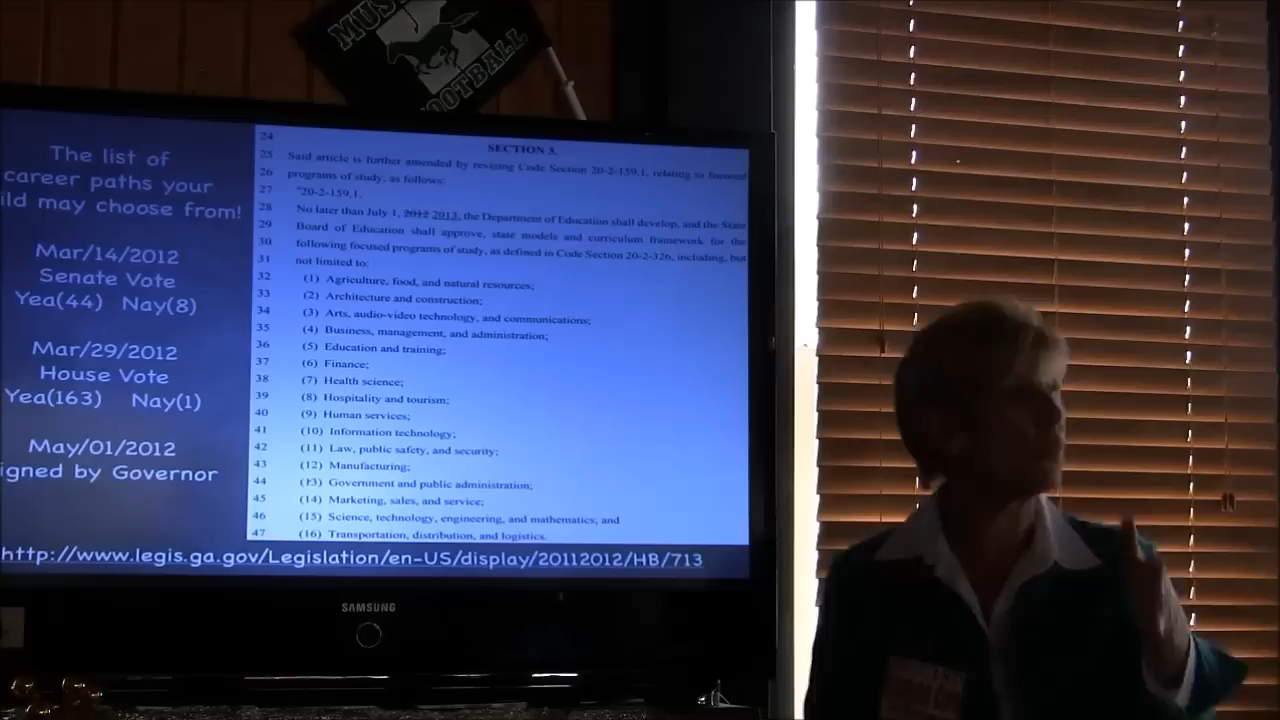 MUS
FOOTBALL
The list of
career paths your
ild may choose from!
Mar/14/2012
Senate Vote
Yea(44) Nay(8)
Mar/29/2012
House Vote
Yea(163) Nay(1)
May/01/2012
igned by Governor
24 SECTION 3.
25 Said article is further amended by revising Code Section 20-2-159.1, relating to focused
26 programs of study, as follows:
27 "20-2-159.1.
28 No later than July 1, 2012 2013, the Department of Education shall develop, and the State
29 Board of Education shall approve, state models and curriculum framework for the
30 following focused programs of study, as defined in Code Section 20-2-326, including, but
31 not limited to:
32 (1) Agriculture, food, and natural resources;
33 (2) Architecture and construction;
34 (3) Arts, audio-video technology, and communications;
35 (4) Business, management, and administration;
36 (5) Education and training;
37 (6) Finance;
38 (7) Health science;
39 (8) Hospitality and tourism;
40 (9) Human services;
41 (10) Information technology;
42 (11) Law, public safety, and security;
43 (12) Manufacturing;
44 (13) Government and public administration;
45 (14) Marketing, sales, and service;
46 (15) Science, technology, engineering, and mathematics; and
47 (16) Transportation, distribution, and logistics.
http://www.legis.ga.gov/Legislation/en-US/display/20112012/HB/713
SAMSUNG